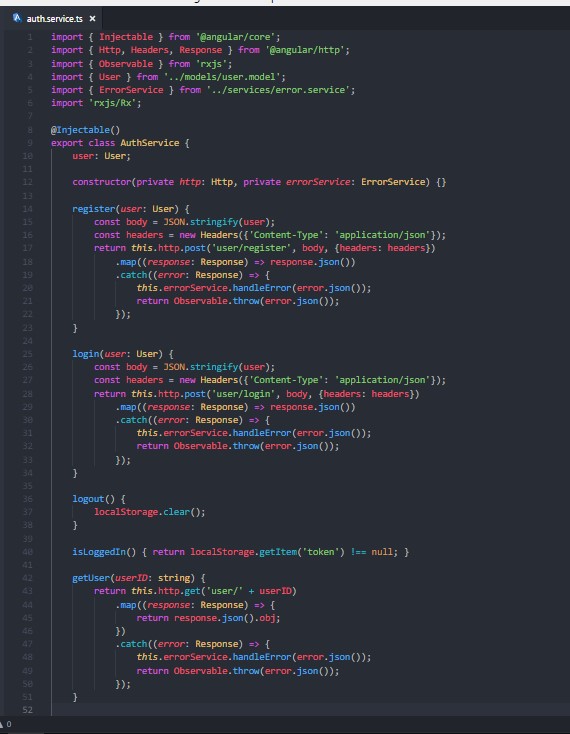 auth.service.ts ×
1 import { Injectable } from '@angular/core';
2 import { Http, Headers, Response } from '@angular/http';
3 import { Observable } from 'rxjs';
4 import { User } from '../models/user.model';
5 import { ErrorService } from '../services/error.service';
6 import 'rxjs/Rx';
7
8 @Injectable()
9 export class AuthService {
10 user: User;
11
12 constructor(private http: Http, private errorService: ErrorService) {}
13
14 register(user: User) {
15 const body = JSON.stringify(user);
16 const headers = new Headers({'Content-Type': 'application/json'});
17 return this.http.post('user/register', body, {headers: headers})
18 .map((response: Response) => response.json())
19 .catch((error: Response) => {
20 this.errorService.handleError(error.json());
21 return Observable.throw(error.json());
22 });
23 }
24
25 login(user: User) {
26 const body = JSON.stringify(user);
27 const headers = new Headers({'Content-Type': 'application/json'});
28 return this.http.post('user/login', body, {headers: headers})
29 .map((response: Response) => response.json())
30 .catch((error: Response) => {
31 this.errorService.handleError(error.json());
32 return Observable.throw(error.json());
33 });
34 }
35
36 logout() {
37 localStorage.clear();
38 }
39
40 isLoggedIn() { return localStorage.getItem('token') !== null; }
41
42 getUser(userID: string) {
43 return this.http.get('user/' + userID)
44 .map((response: Response) => {
45 return response.json().obj;
46 })
47 .catch((error: Response) => {
48 this.errorService.handleError(error.json());
49 return Observable.throw(error.json());
50 });
51 }
52
0